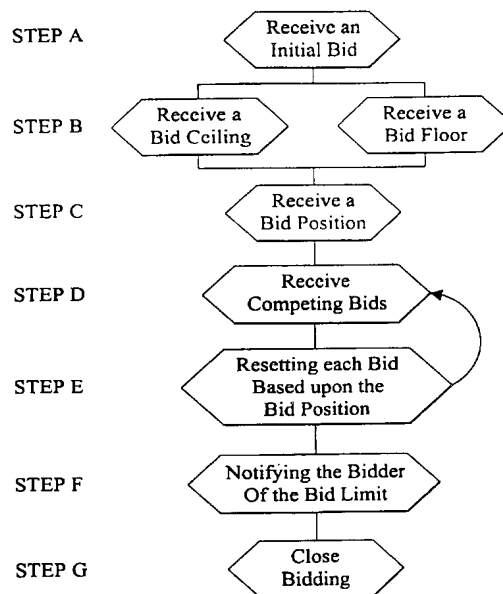 STEP A
Receive an
Initial Bid
STEP B
Receive a
Bid Ceiling
Receive a
Bid Floor
STEP C
Receive a
Bid Position
STEP D
Receive
Competing Bids
STEP E
Resetting each Bid
Based upon the
Bid Position
STEP F
Notifying the Bidder
Of the Bid Limit
STEP G
Close
Bidding